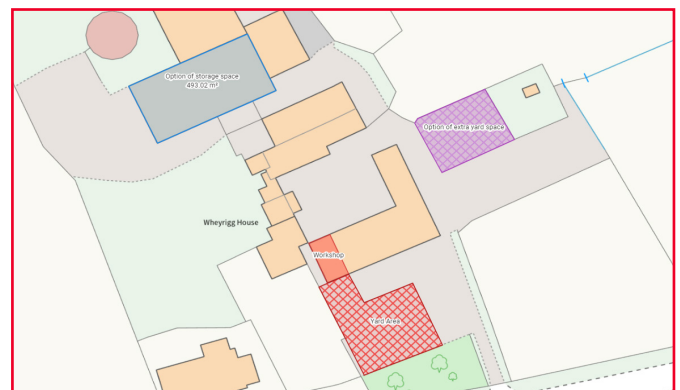 Option of storage space
493.02 m²
Option of extra yard space
Wheyrigg House
Workshop
Yard Area